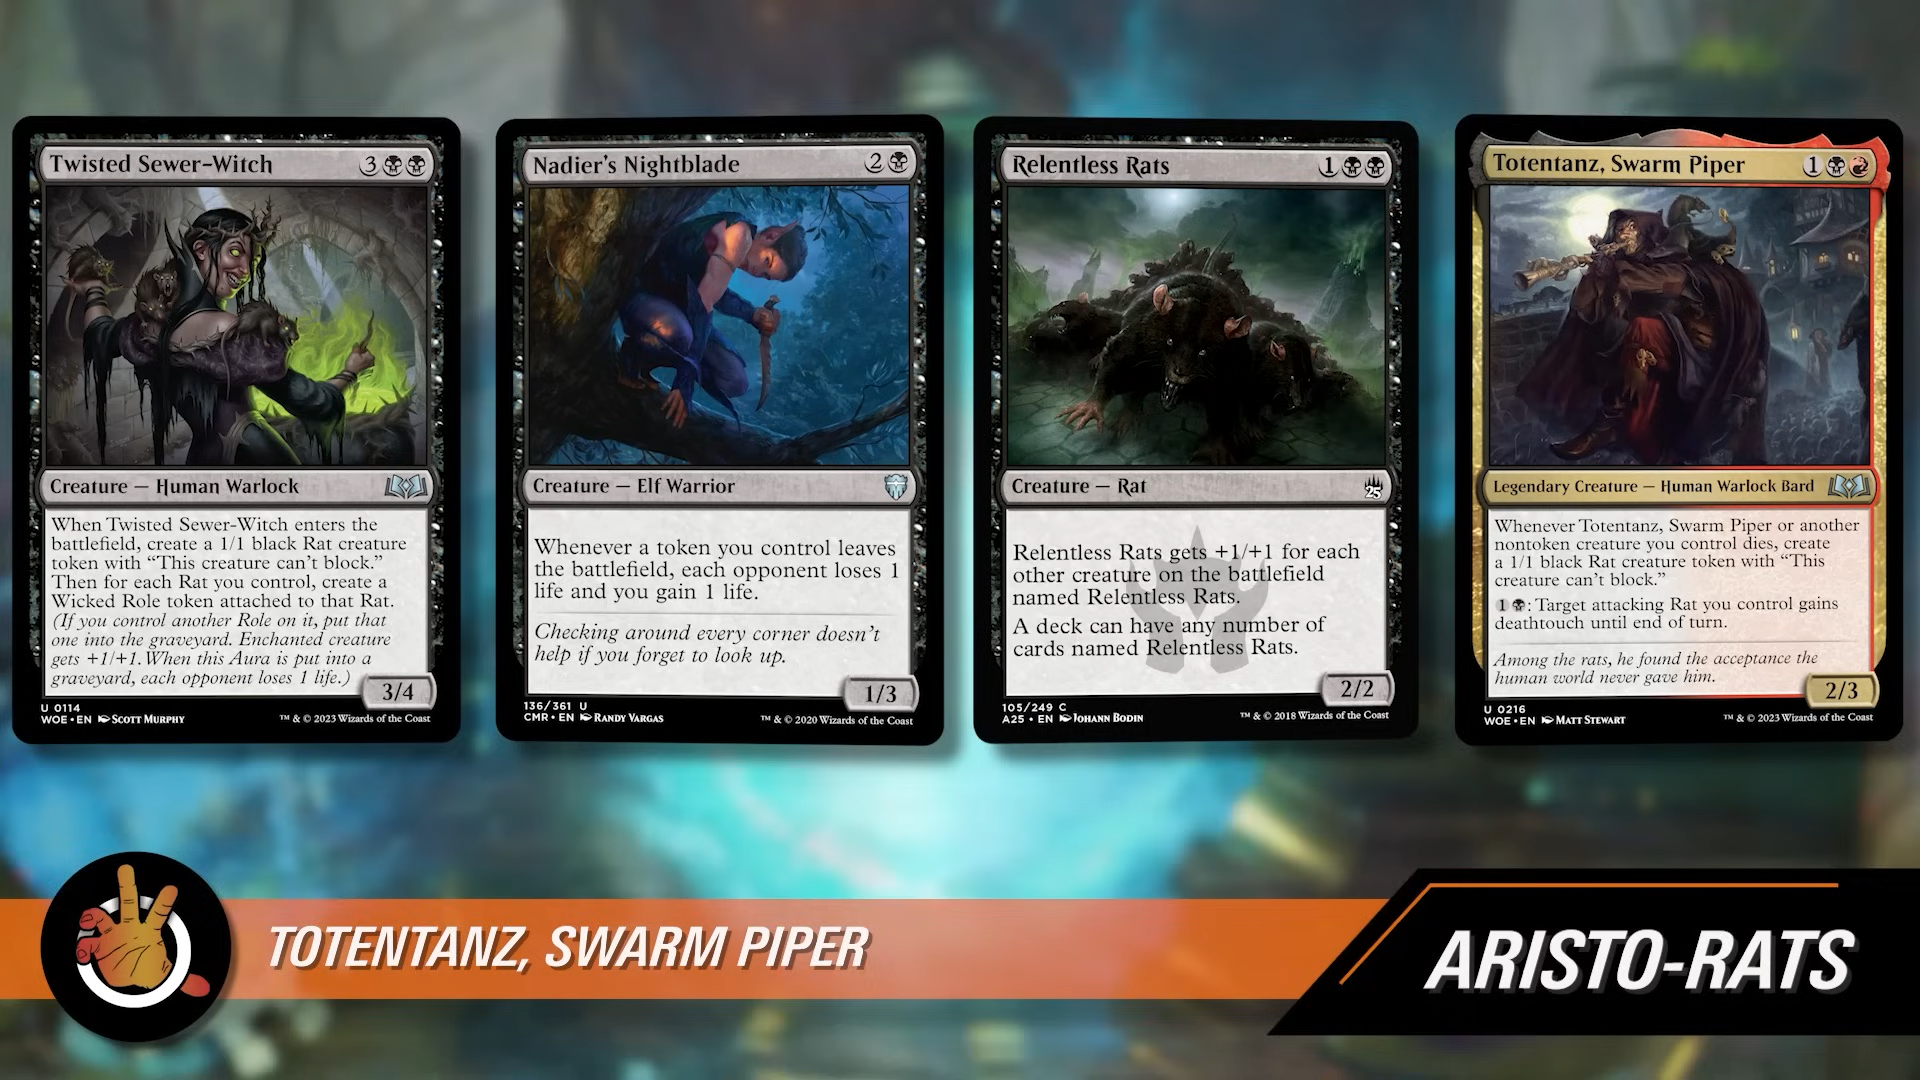 Twisted Sewer-Witch 3
Creature — Human Warlock
When Twisted Sewer-Witch enters the
battlefield, create a 1/1 black Rat creature
token with “This creature can’t block.”
Then for each Rat you control, create a
Wicked Role token attached to that Rat.
(If you control another Role on it, put that
one into the graveyard. Enchanted creature
gets +1/+1. When this Aura is put into a
graveyard, each opponent loses 1 life.)
3/4
U 0114
WOE • EN Scott Murphy ™ & © 2023 Wizards of the Coast
Nadier’s Nightblade 2
Creature — Elf Warrior
Whenever a token you control leaves
the battlefield, each opponent loses 1
life and you gain 1 life.
Checking around every corner doesn’t
help if you forget to look up.
1/3
136/361 U
CMR • EN Randy Vargas ™ & © 2020 Wizards of the Coast
Relentless Rats 1
Creature — Rat
25
Relentless Rats gets +1/+1 for each
other creature on the battlefield
named Relentless Rats.
A deck can have any number of
cards named Relentless Rats.
2/2
105/249 C
A25 • EN Johann Bodin ™ & © 2018 Wizards of the Coast
Totentanz, Swarm Piper 1
Legendary Creature — Human Warlock Bard
Whenever Totentanz, Swarm Piper or another
nontoken creature you control dies, create
a 1/1 black Rat creature token with “This
creature can’t block.”
1: Target attacking Rat you control gains
deathtouch until end of turn.
Among the rats, he found the acceptance the
human world never gave him.
2/3
U 0216
WOE • EN Matt Stewart ™ & © 2023 Wizards of the Coast
TOTENTANZ, SWARM PIPER
ARISTO-RATS